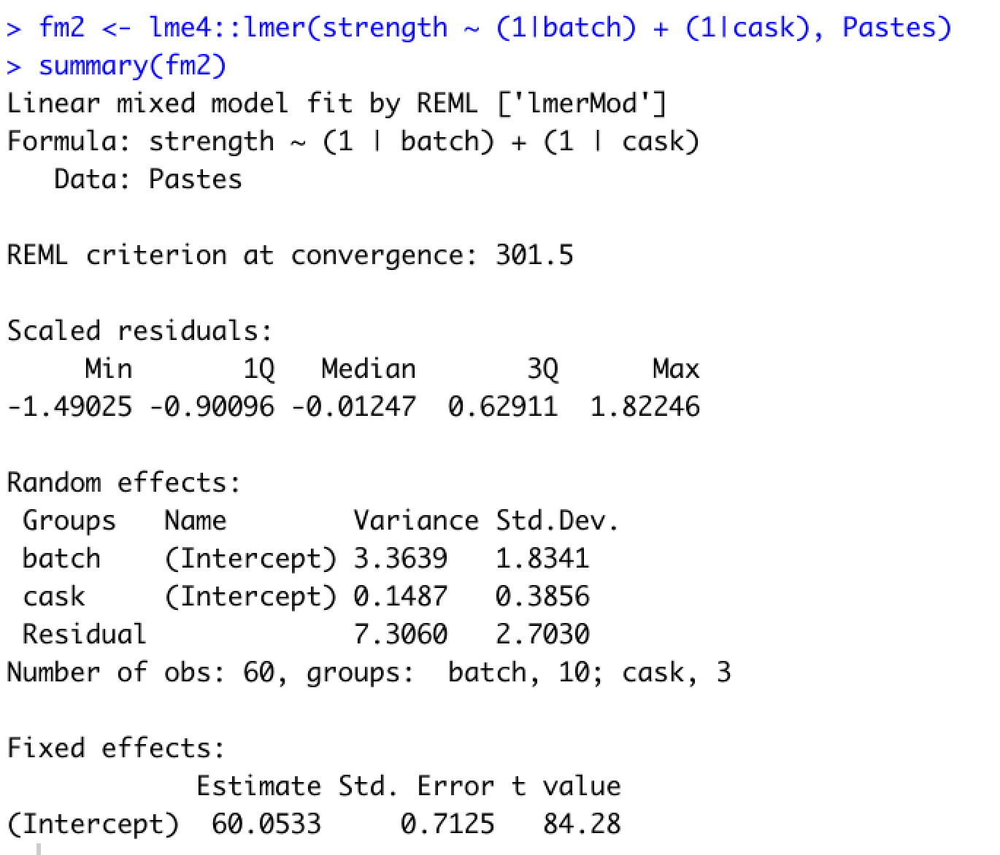 > fm2 <- lme4::lmer(strength ~ (1|batch) + (1|cask), Pastes)
> summary(fm2)
Linear mixed model fit by REML ['lmerMod']
Formula: strength ~ (1 | batch) + (1 | cask)
   Data: Pastes

REML criterion at convergence: 301.5

Scaled residuals:
     Min       1Q   Median       3Q      Max
-1.49025 -0.90096 -0.01247  0.62911  1.82246

Random effects:
 Groups   Name        Variance Std.Dev.
 batch    (Intercept) 3.3639   1.8341
 cask     (Intercept) 0.1487   0.3856
 Residual             7.3060   2.7030
Number of obs: 60, groups:  batch, 10; cask, 3

Fixed effects:
            Estimate Std. Error t value
(Intercept)  60.0533     0.7125   84.28